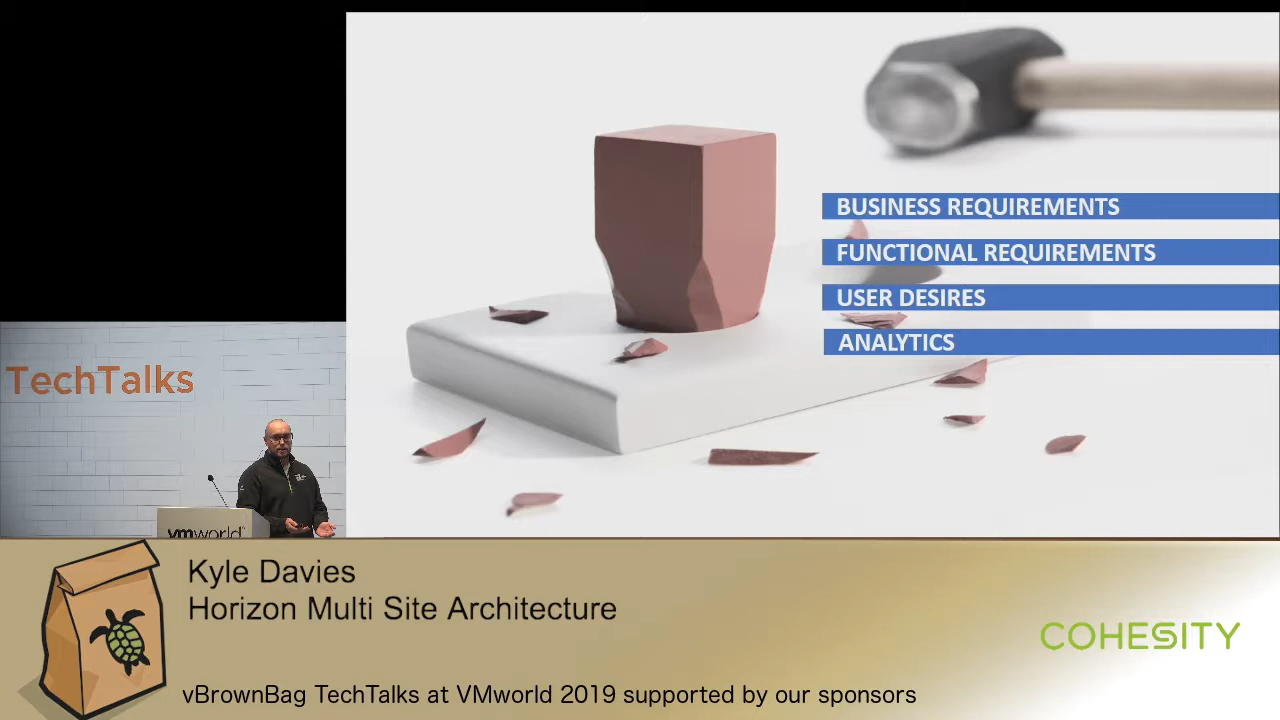 BUSINESS REQUIREMENTS
FUNCTIONAL REQUIREMENTS
USER DESIRES
ANALYTICS
TechTalks
vmworld
Kyle Davies
Horizon Multi Site Architecture
COHESITY
vBrownBag TechTalks at VMworld 2019 supported by our sponsors